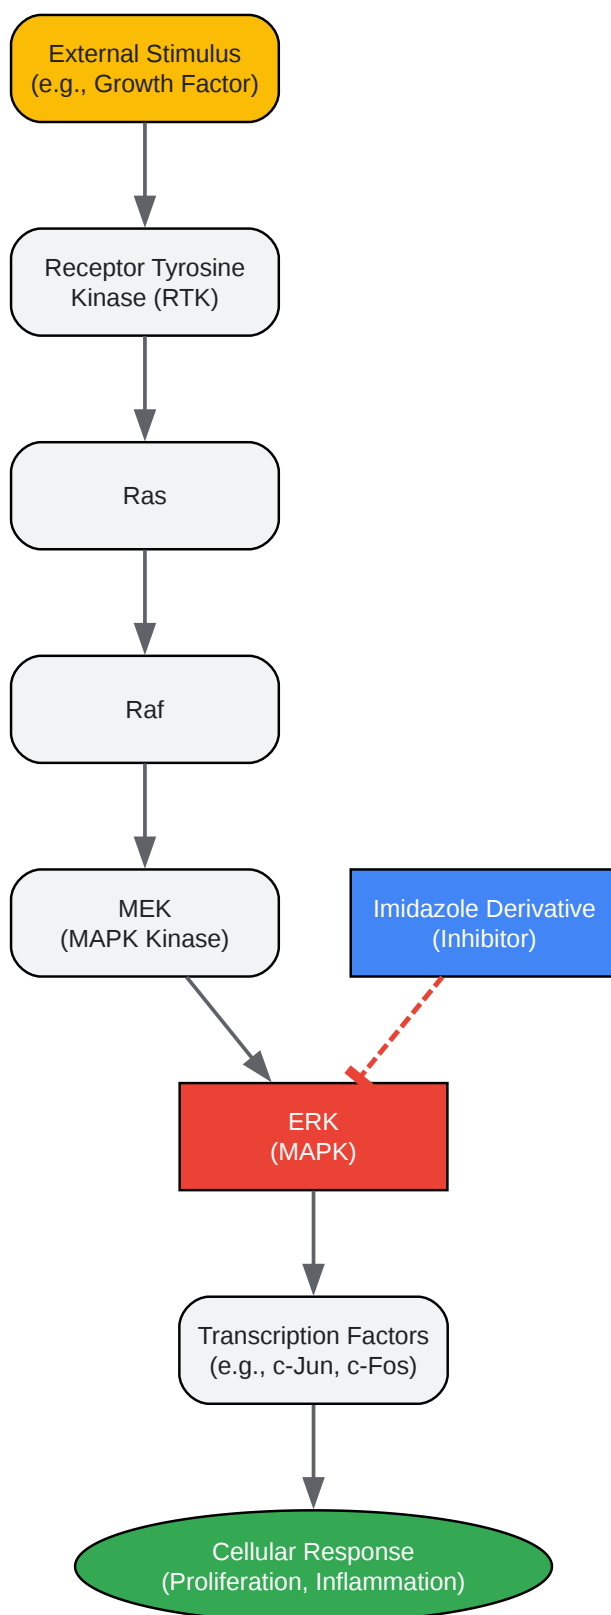 External Stimulus
(e.g., Growth Factor)
Receptor Tyrosine
Kinase (RTK)
Ras
Raf
MEK
(MAPK Kinase)
Imidazole Derivative
(Inhibitor)
ERK
(MAPK)
Transcription Factors
(e.g., c-Jun, c-Fos)
Cellular Response
(Proliferation, Inflammation)